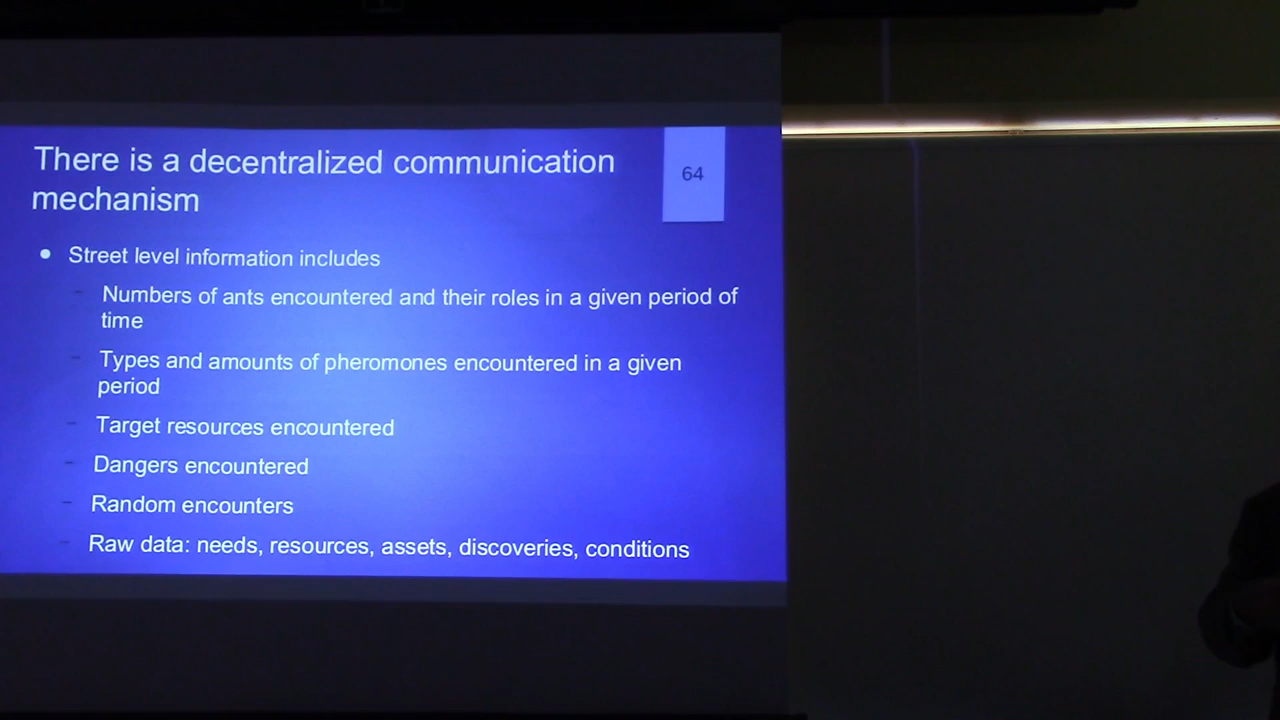 There is a decentralized communication
mechanism
64
● Street level information includes
– Numbers of ants encountered and their roles in a given period of
time
– Types and amounts of pheromones encountered in a given
period
– Target resources encountered
– Dangers encountered
– Random encounters
– Raw data: needs, resources, assets, discoveries, conditions